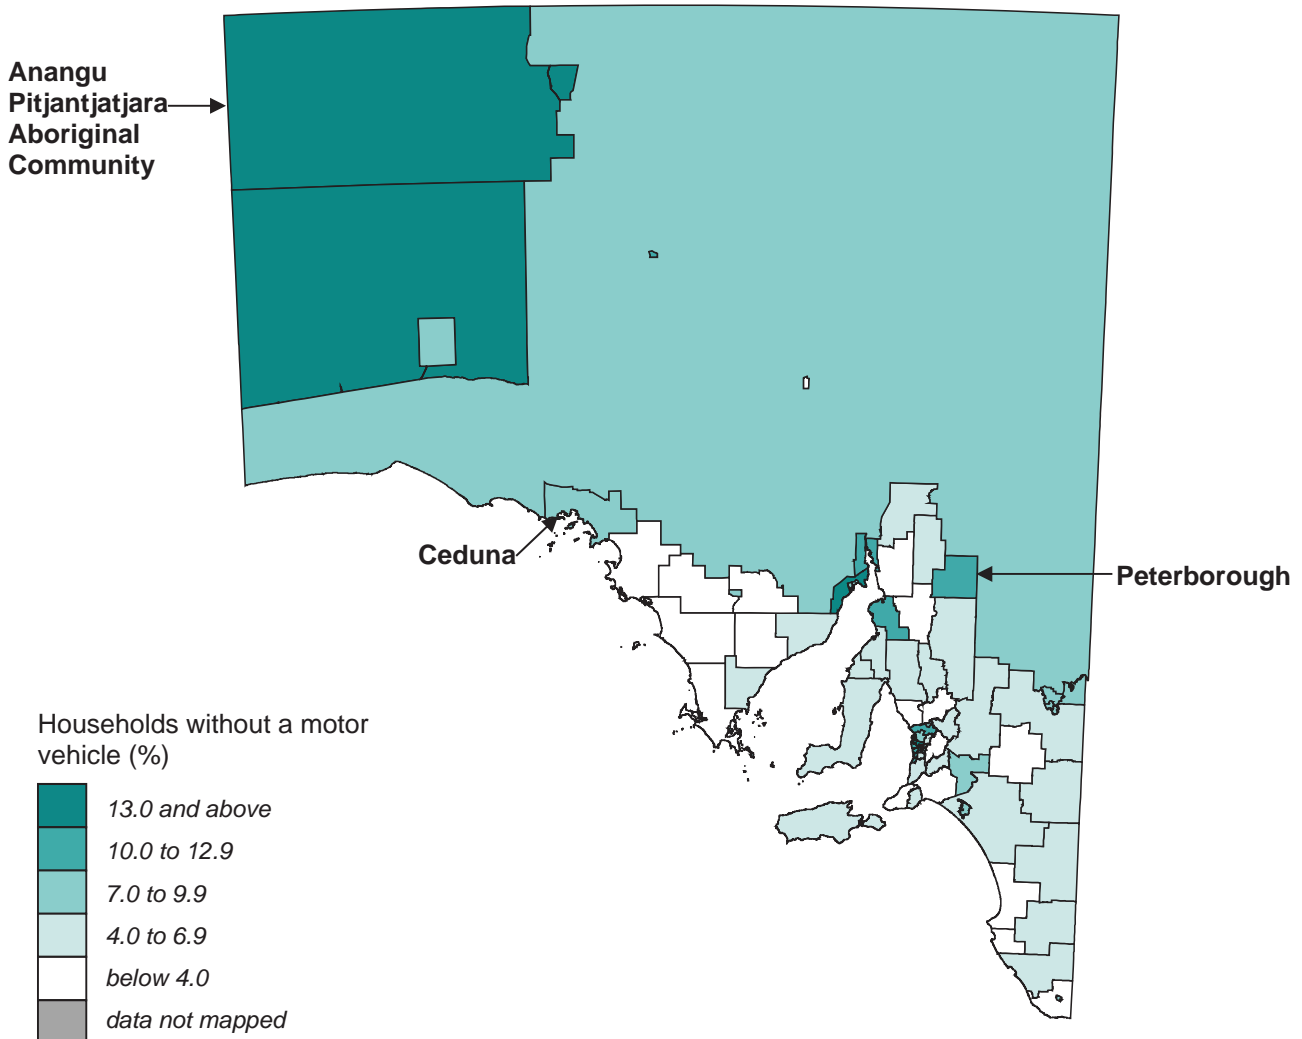 Anangu
Pitjantjatjara
Aboriginal
Community
Ceduna
Peterborough
Households without a motor
vehicle (%)
13.0 and above
10.0 to 12.9
7.0 to 9.9
4.0 to 6.9
below 4.0
data not mapped